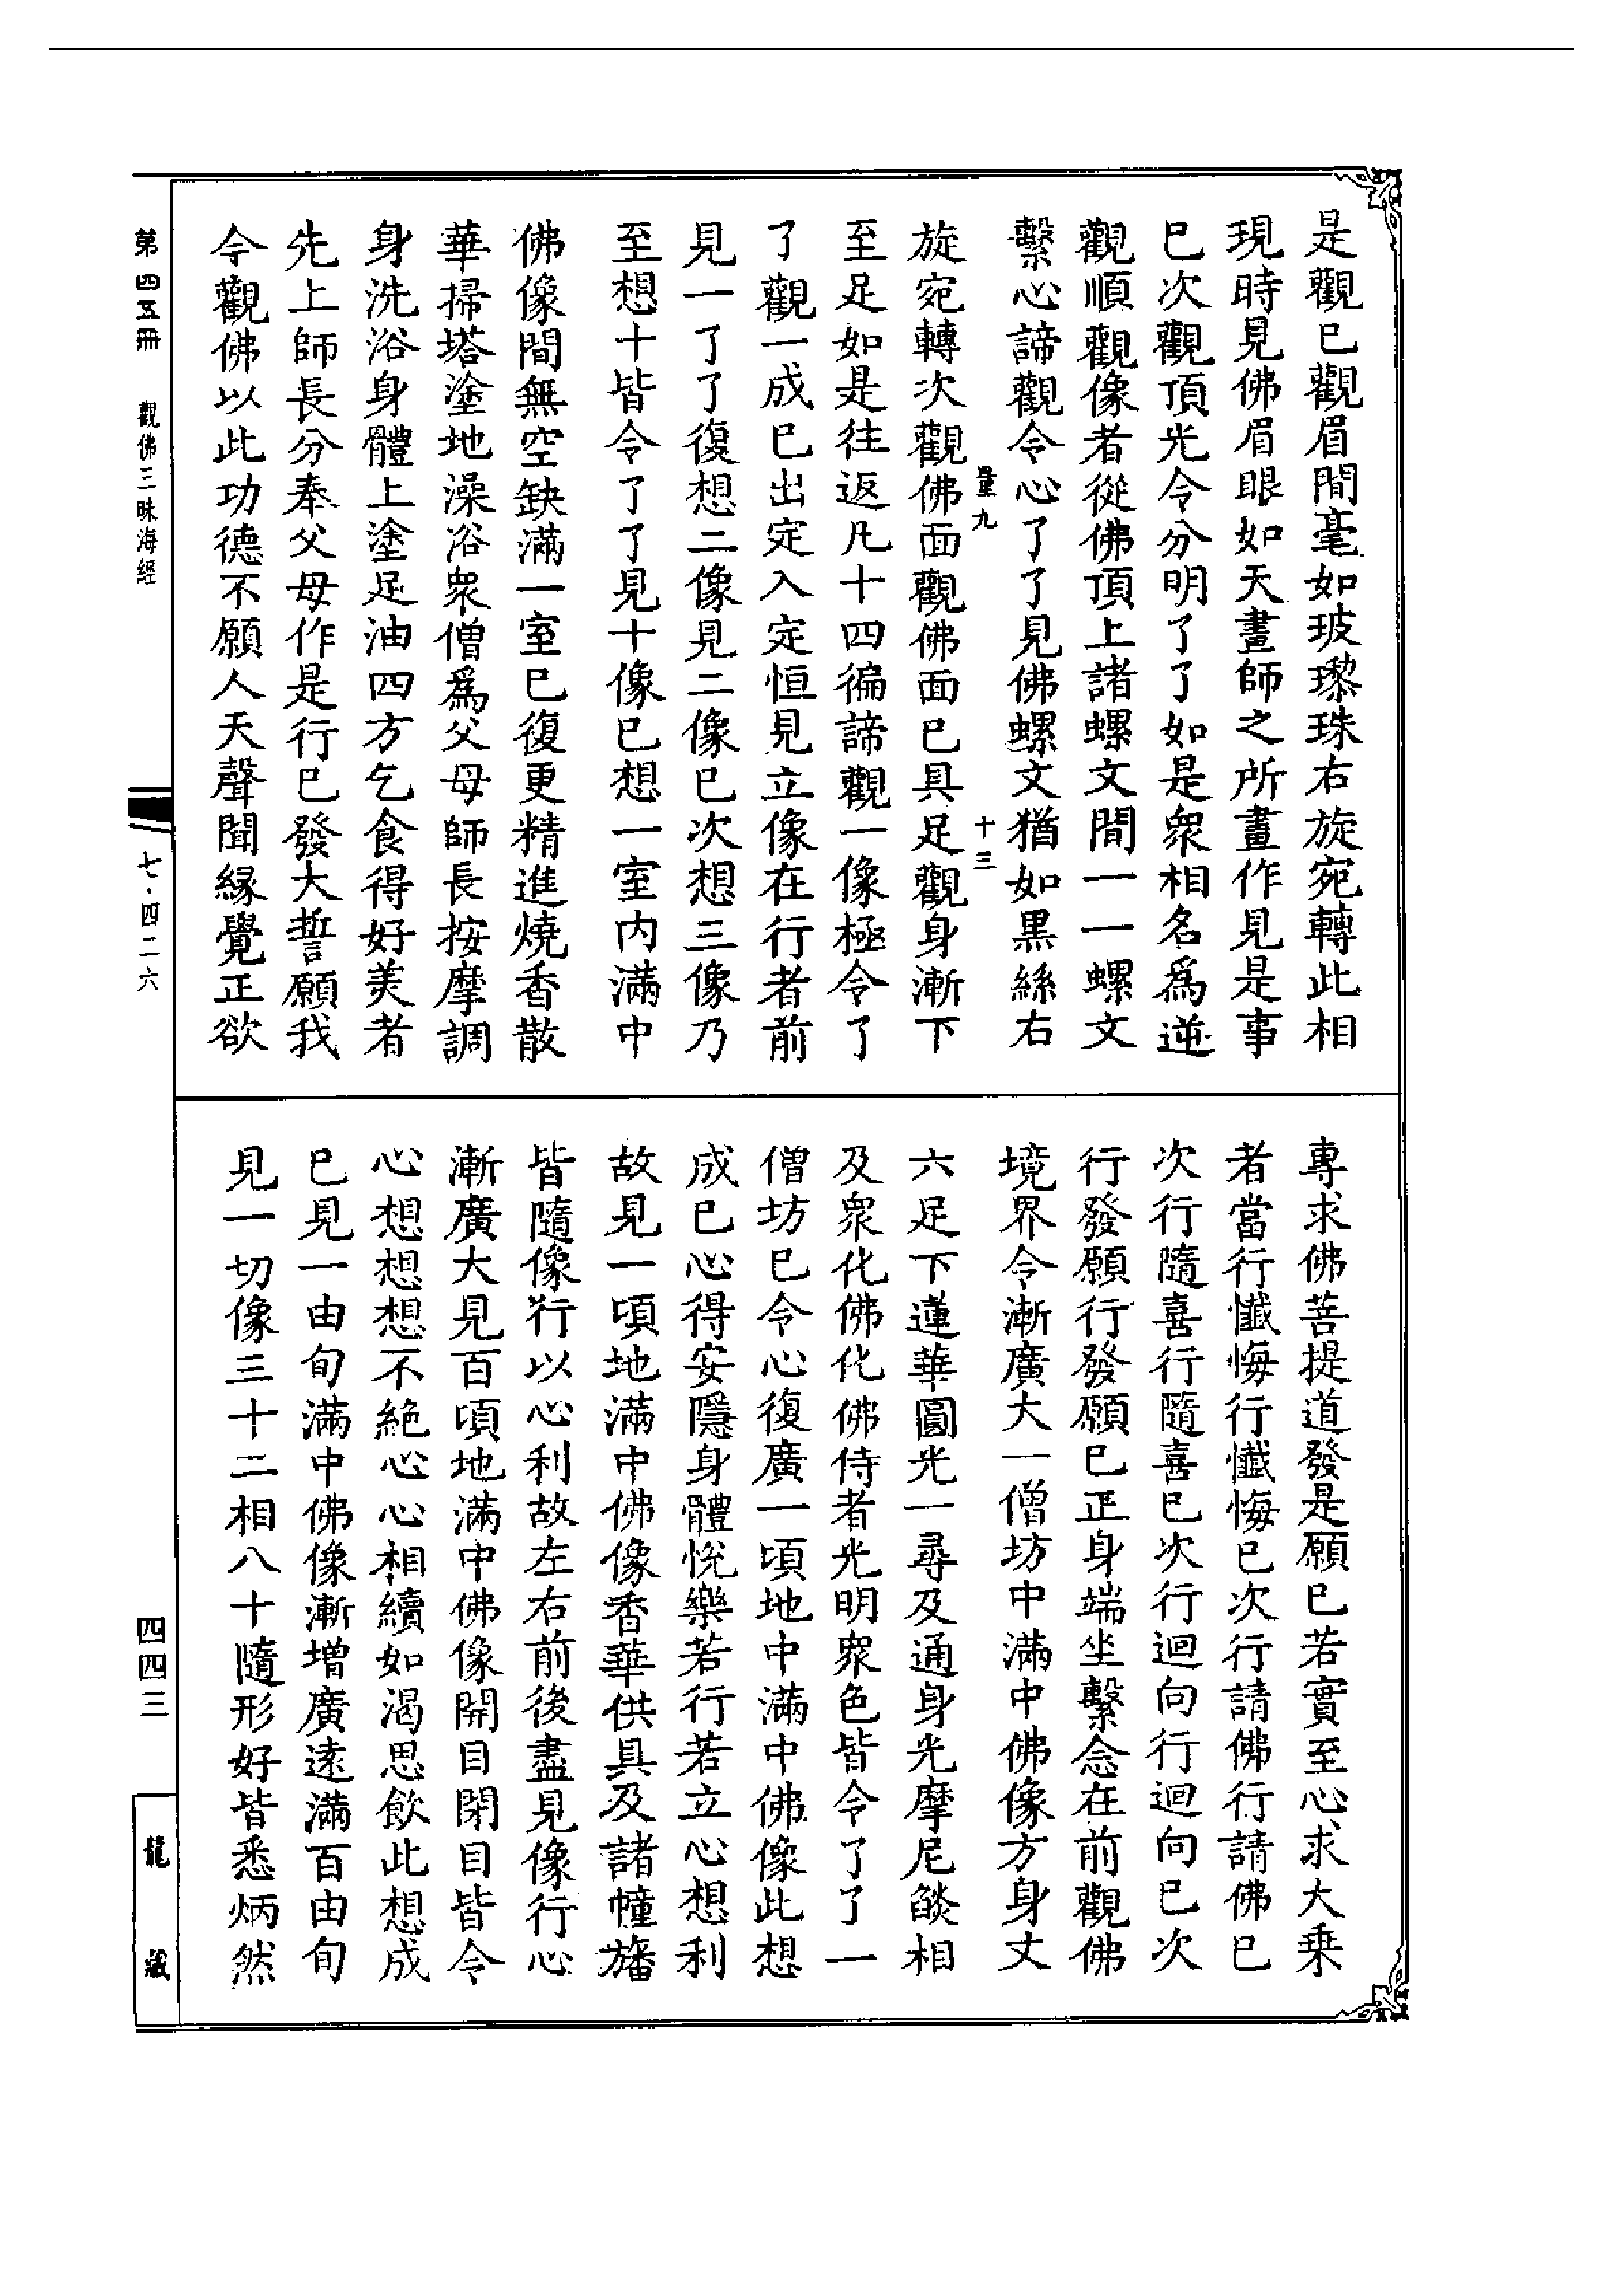 是觀已觀眉間毫如玻瓈珠右旋宛轉此相
現時見佛眉眼如天畫師之所畫作見是事
已次觀頂光令分明了了如是衆相名爲逆
觀順觀像者從佛頂上諸螺文間一一螺文
繫心諦觀令心了了見佛螺文猶如黑絲右
量九 十三
旋宛轉次觀佛面觀佛面已具足觀身漸下
至足如是往返凡十四徧諦觀一像極令了
了觀一成已出定入定恒見立像在行者前
見一了了復想二像見二像已次想三像乃
至想十皆令了了見十像已想一室内滿中
佛像間無空缺滿一室已復更精進燒香散
華掃塔塗地澡浴衆僧爲父母師長按摩調
身洗浴身體上塗足油四方乞食得好美者
先上師長分奉父母作是行已發大誓願我
今觀佛以此功德不願人天聲聞緣覺正欲
專求佛菩提道發是願已若實至心求大乘
者當行懺悔行懺悔已次行請佛行請佛已
次行隨喜行隨喜已次行迴向行迴向已次
行發願行發願已正身端坐繫念在前觀佛
境界令漸廣大一僧坊中滿中佛像方身丈
六足下蓮華圓光一尋及通身光摩尼燄相
及衆化佛化佛侍者光明衆色皆令了了一
僧坊已令心復廣一頃地中滿中佛像此想
成已心得安隱身體悅樂若行若立心想利
故見一頃地滿中佛像香華供具及諸幢旛
皆隨像行以心利故左右前後盡見像行心
漸廣大見百頃地滿中佛像開目閉目皆令
心想想想不絶心心相續如渴思飲此想成
已見一由旬滿中佛像漸增廣遠滿百由旬
見一切像三十二相八十隨形好皆悉炳然
第四五冊 觀佛三昧海經
七·四二六
四四三
龍藏